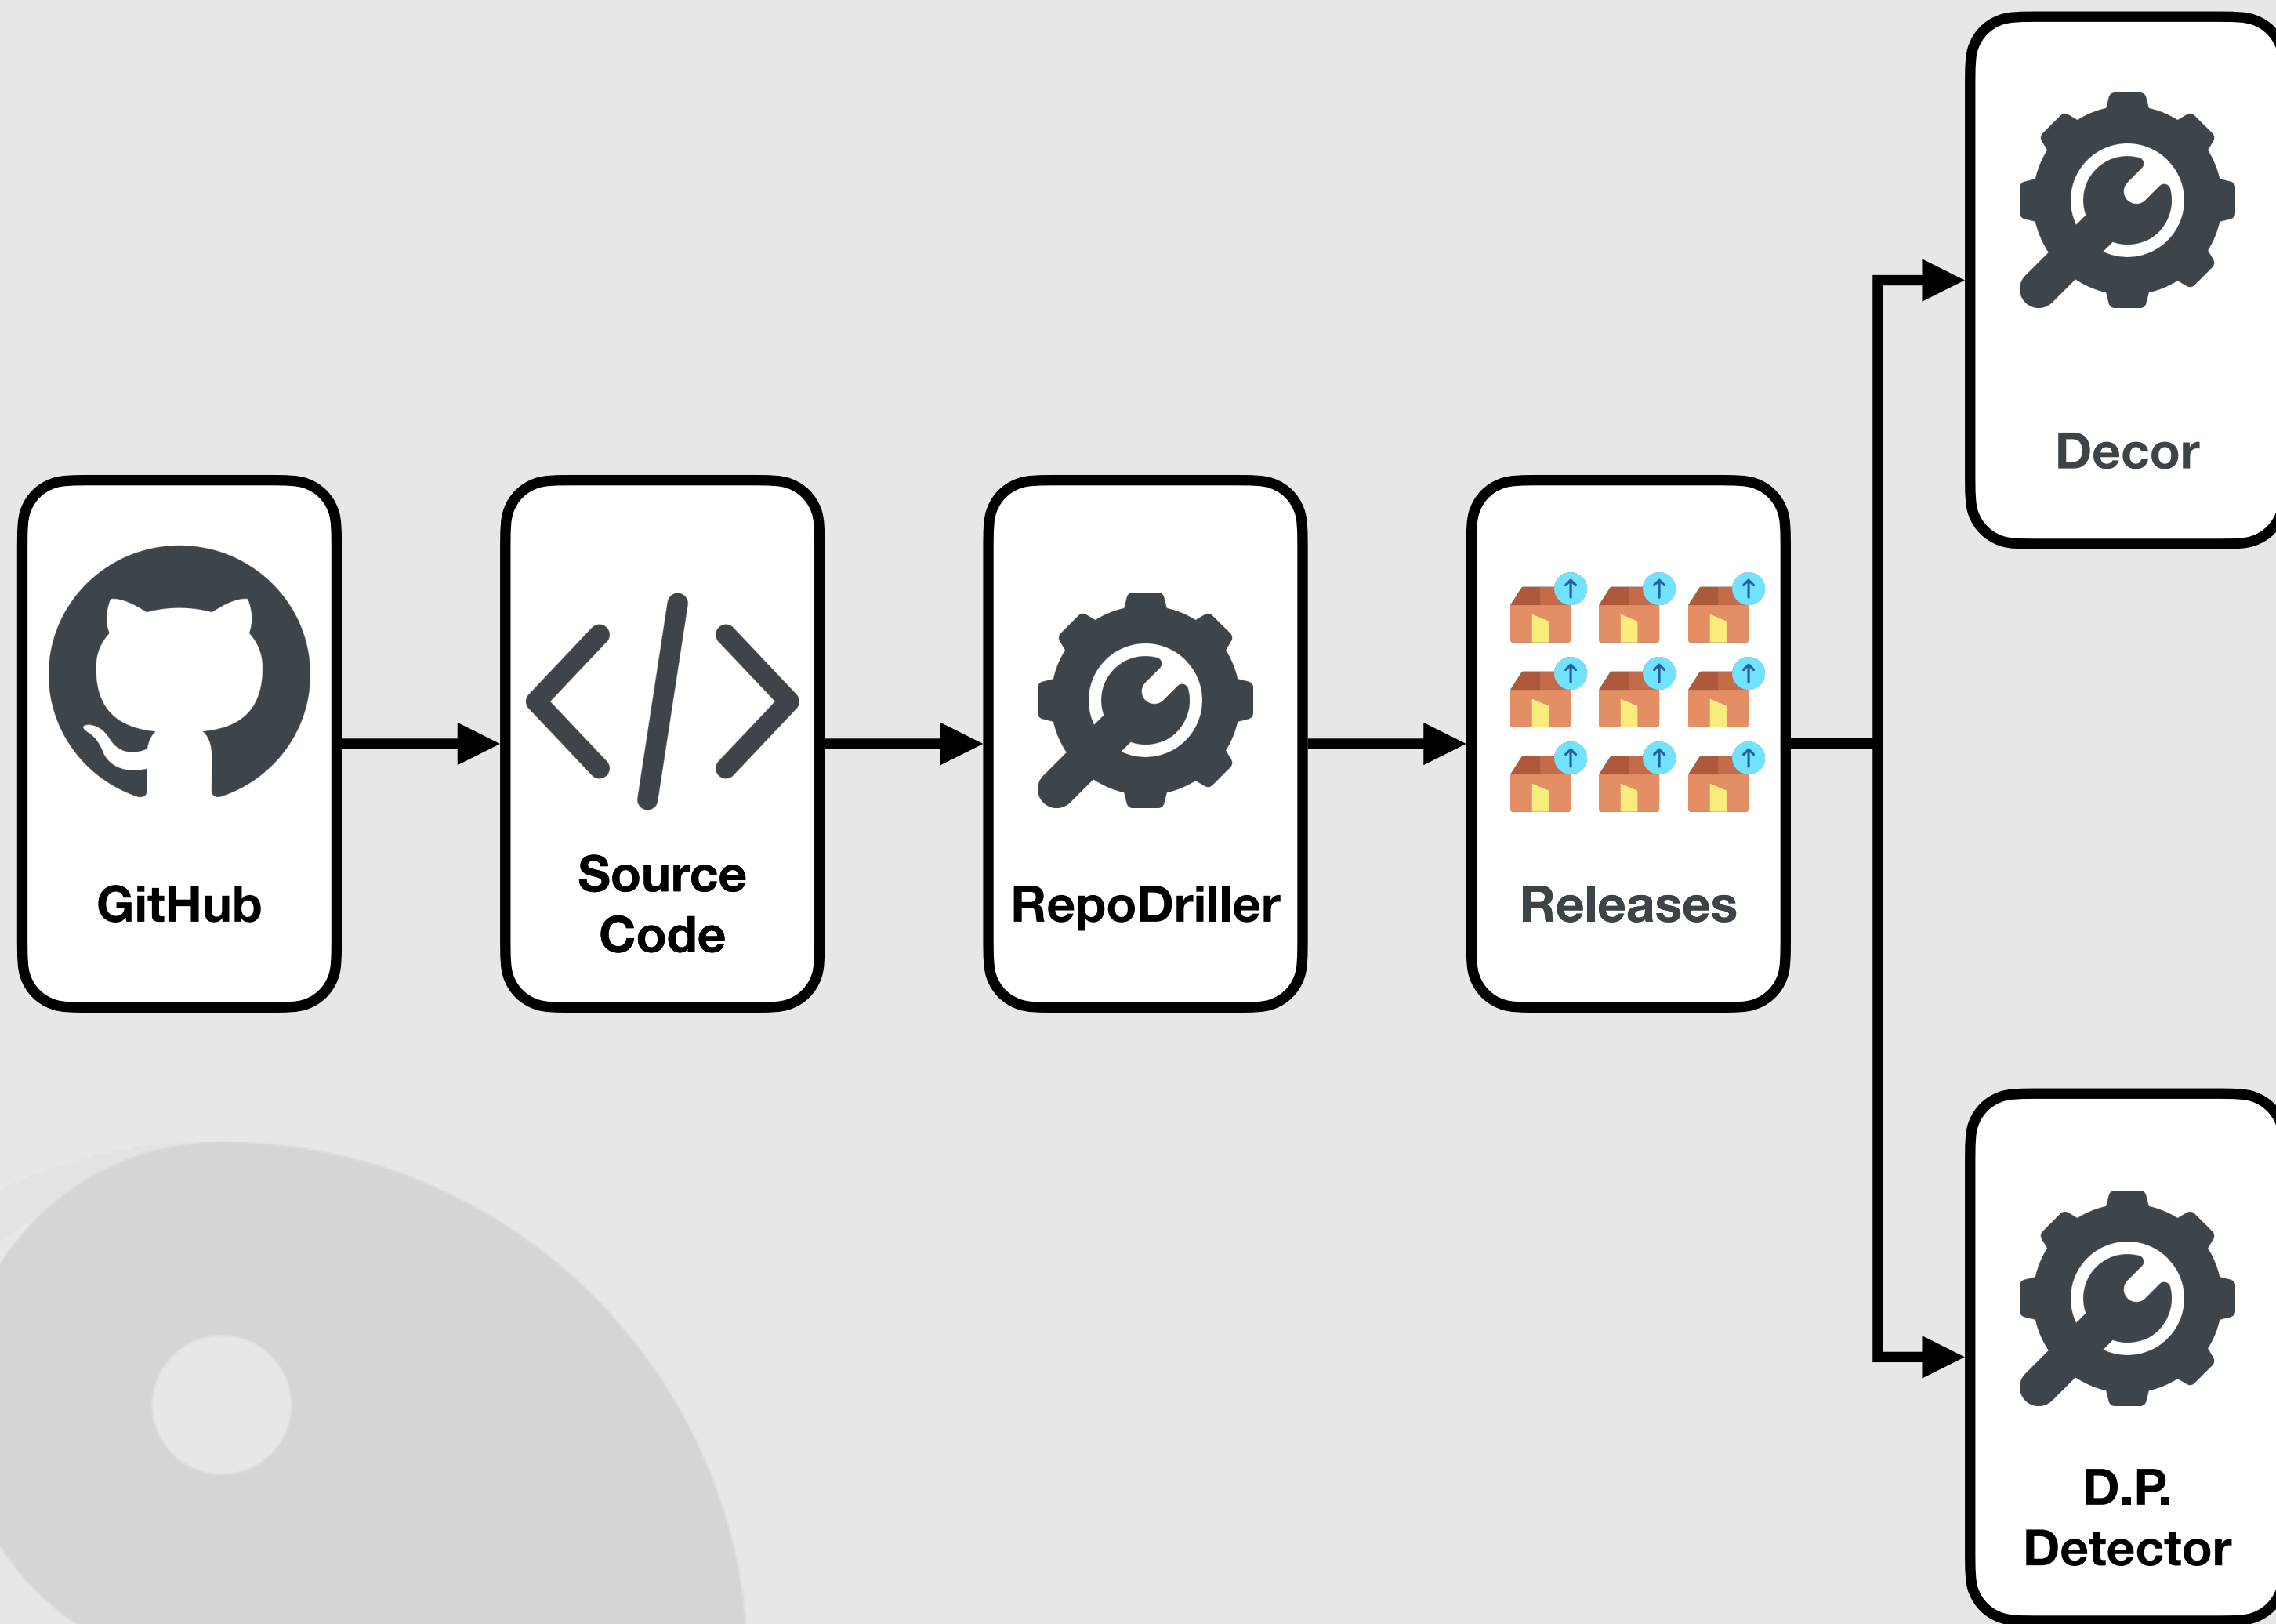 GitHub
Source
Code
RepoDriller
Releases
Decor
D.P.
Detector